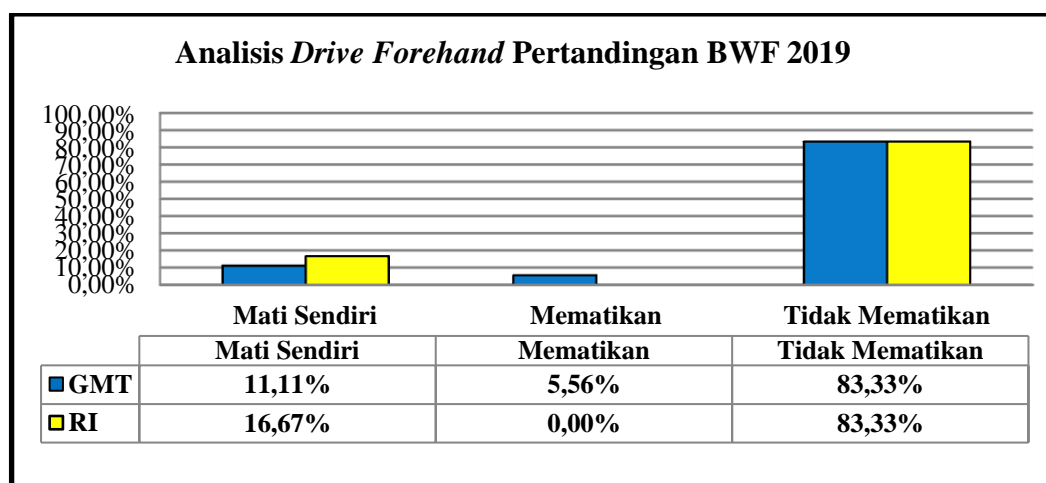 Analisis Drive Forehand Pertandingan BWF 2019
100,00%
90,00%
80,00%
70,00%
60,00%
50,00%
40,00%
30,00%
20,00%
10,00%
0,00%
Mati Sendiri Mematikan Tidak Mematikan
Mati Sendiri Mematikan Tidak Mematikan
GMT 11,11% 5,56% 83,33%
RI 16,67% 0,00% 83,33%